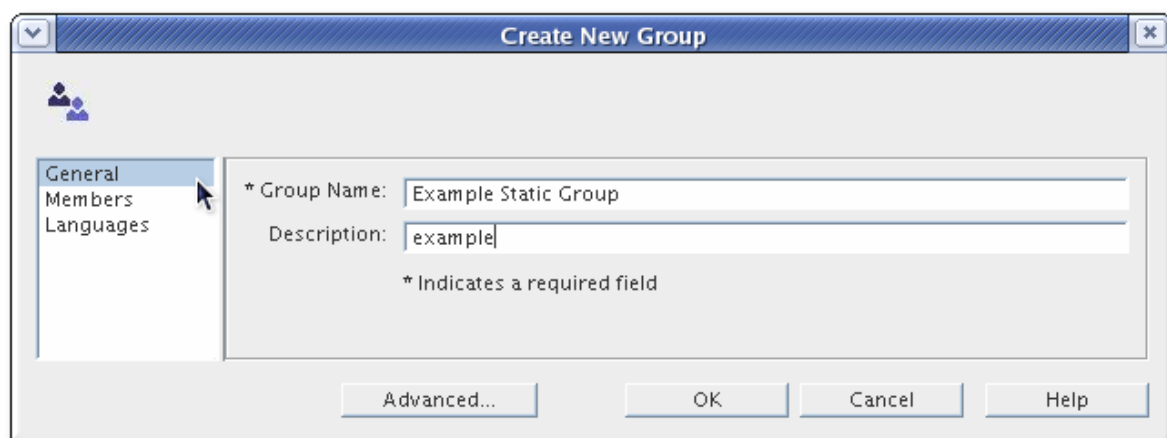 Create New Group
General
Members
Languages
* Group Name: Example Static Group
Description: example
* Indicates a required field
Advanced... OK Cancel Help